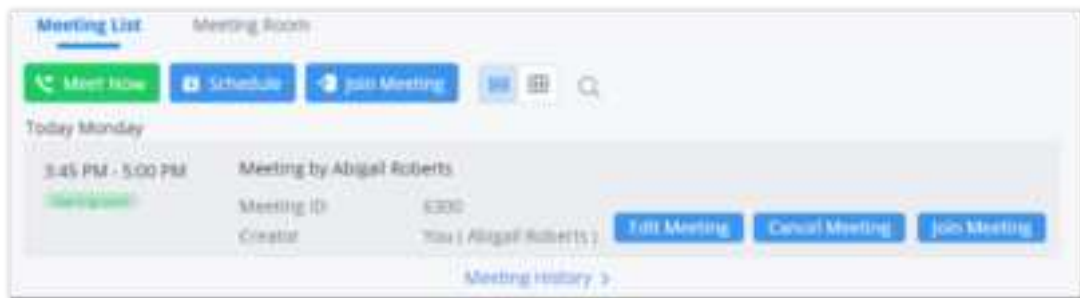 Meeting List Meeting Room
Meet Now Schedule Join Meeting
Today Monday
3:45 PM - 5:00 PM Meeting by Abigail Roberts
Meeting ID 6300
Creator You ( Abigail Roberts )
Edit Meeting Cancel Meeting Join Meeting
Meeting History >